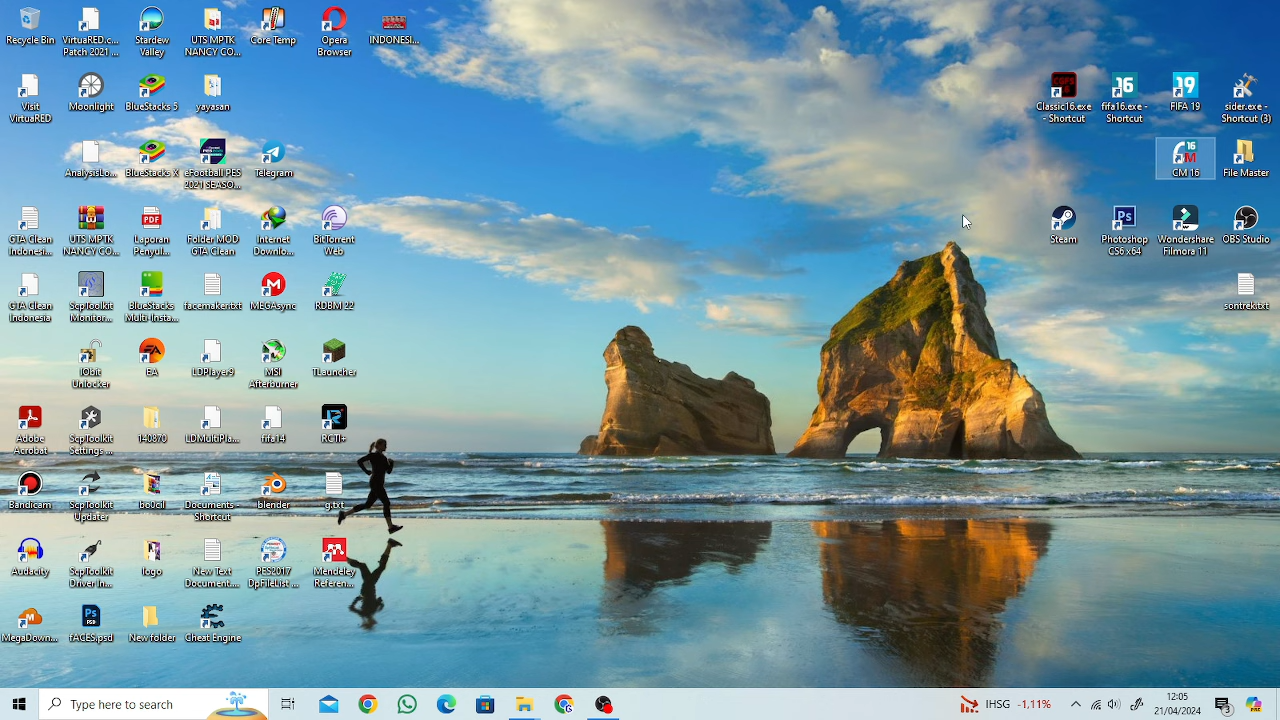 Recycle Bin
VirtuaRED.c...
Patch 2021 ...
Stardew
Valley
UTS MPTK
NANCY CO...
Core Temp
Opera
Browser
INDONESI...
Visit
VirtuaRED
Moonlight
BlueStacks 5
yayasan
Classic16.exe
- Shortcut
fifa16.exe -
Shortcut
FIFA 19
sider.exe -
Shortcut (3)
AnalysisLo...
BlueStacks X
eFootball PES
2021 SEASO...
Telegram
CM 16
File Master
GTA Clean
Indonesi...
UTS MPTK
NANCY CO...
Laporan
Penyul...
Folder MOD
GTA Clean
Internet
Downlo...
BitTorrent
Web
Steam
Photoshop
CS6 x64
Wondershare
Filmora 11
OBS Studio
GTA Clean
Indonesia
ScpToolkit
Monitor...
BlueStacks
Multi-Insta...
facemaker.txt
MEGAsync
RDBM 22
sontrek.txt
IObit
Unlocker
EA
LDPlayer9
MSI
Afterburner
TLauncher
Adobe
Acrobat
ScpToolkit
Settings ...
140870
LDMultiPla...
fifa14
RCTI+
Bandicam
ScpToolkit
Updater
Documents -
Shortcut
blender
g.txt
Audacity
ScpToolkit
Driver In...
logo
New Text
Document....
PES2017
DpFileList ...
Mendeley
Referen...
MegaDown...
fACES.psd
New folder
Cheat Engine
Type here to search
IHSG -1,11%
12:05
21/04/2024